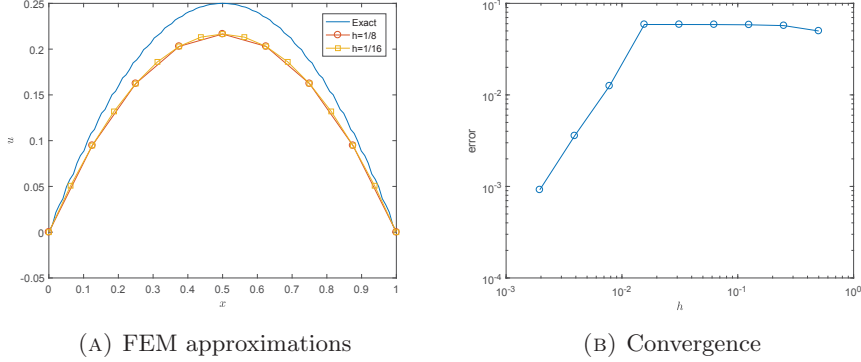 0.25
0.2
0.15
0.1
0.05
0
-0.05
u
0 0.1 0.2 0.3 0.4 0.5 0.6 0.7 0.8 0.9 1
x
Exact
h=1/8
h=1/16
(A) FEM approximations
10^-1
10^-2
10^-3
10^-4
error
10^-3 10^-2 10^-1 10^0
h
(B) Convergence